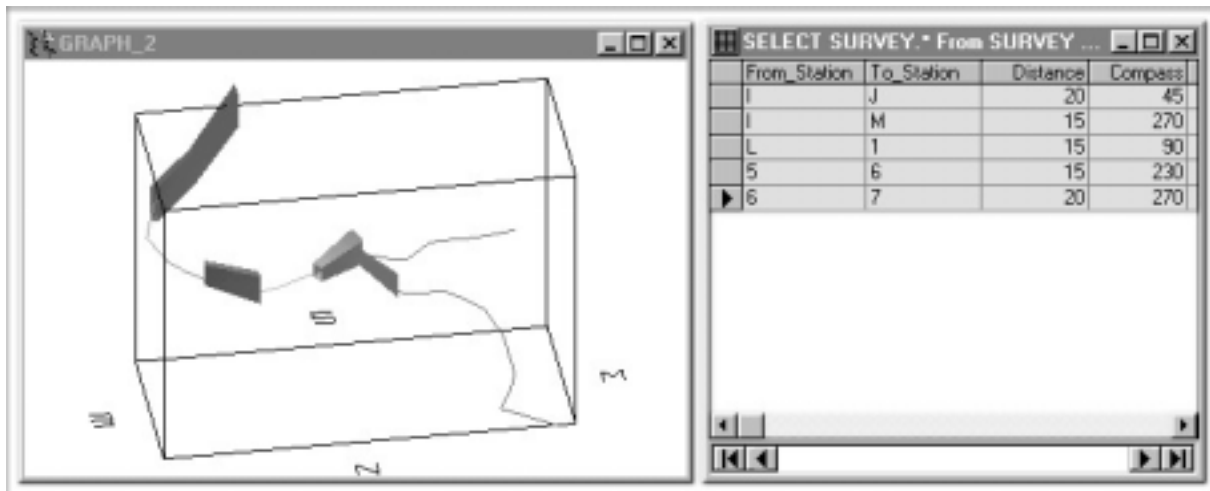 GRAPH_2
SELECT SURVEY.* From SURVEY ...
From_Station To_Station Distance Compass
I J 20 45
I M 15 270
L 1 15 90
5 6 15 230
6 7 20 270
S
E
N